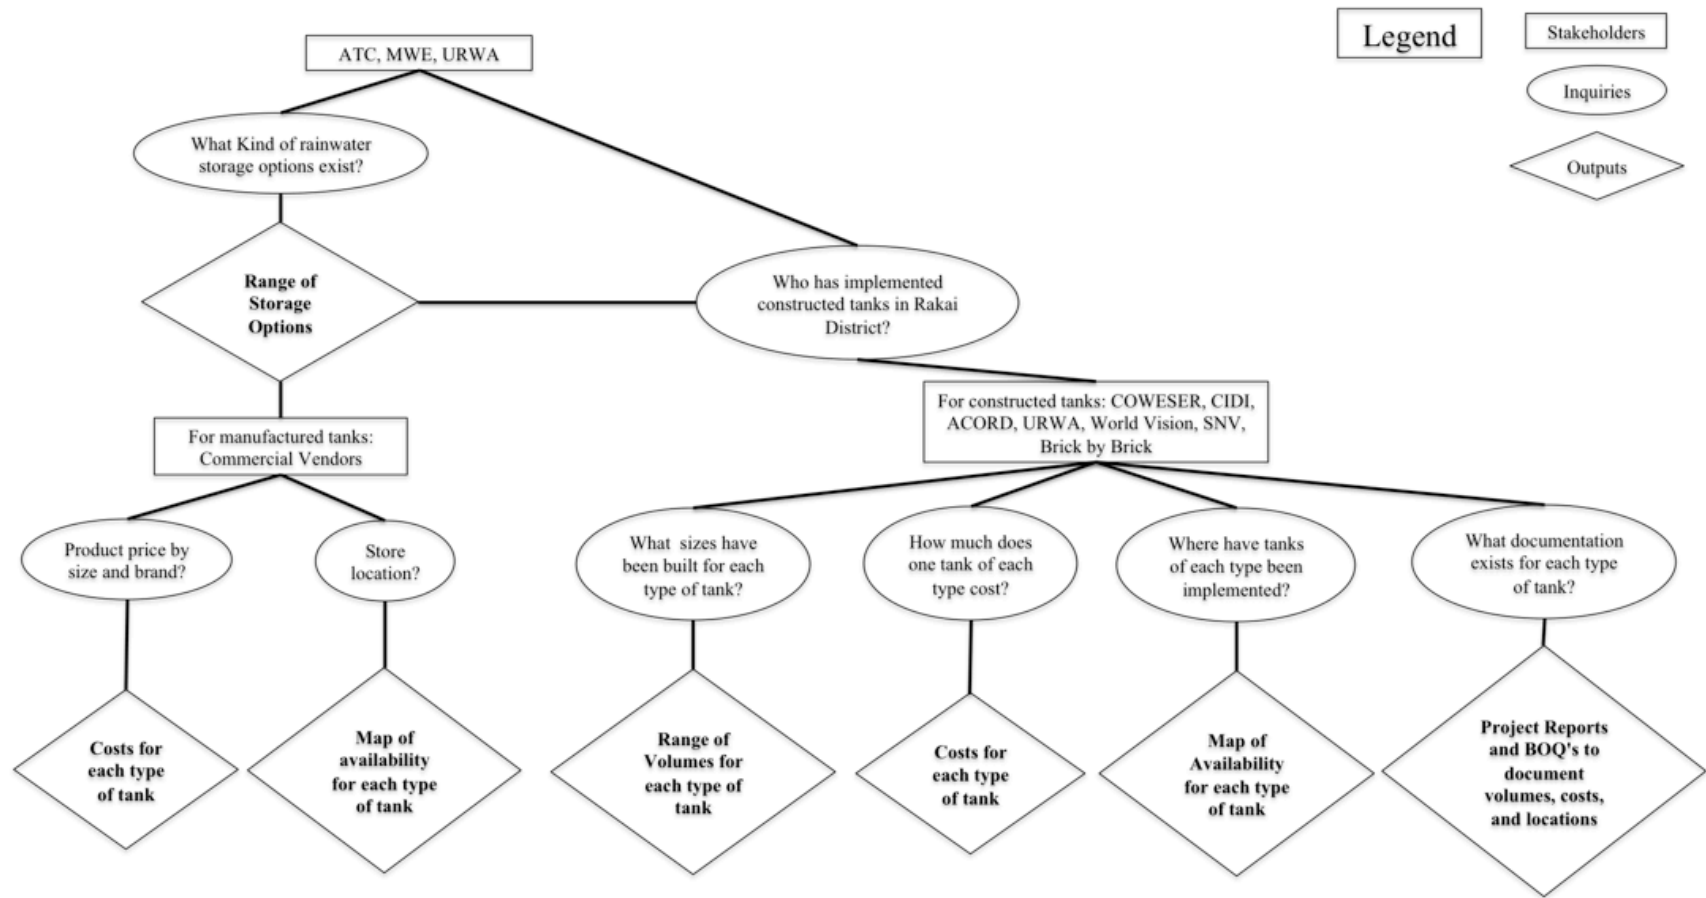 Legend
Stakeholders
Inquiries
Outputs
ATC, MWE, URWA
What Kind of rainwater
storage options exist?
Range of
Storage
Options
Who has implemented
constructed tanks in Rakai
District?
For manufactured tanks:
Commercial Vendors
For constructed tanks: COWESER, CIDI,
ACORD, URWA, World Vision, SNV,
Brick by Brick
Product price by
size and brand?
Store
location?
What sizes have
been built for each
type of tank?
How much does
one tank of each
type cost?
Where have tanks
of each type been
implemented?
What documentation
exists for each type
of tank?
Costs for
each type
of tank
Map of
availability
for each type
of tank
Range of
Volumes for
each type of
tank
Costs for
each type
of tank
Map of
Availability
for each type
of tank
Project Reports
and BOQ's to
document
volumes, costs,
and locations